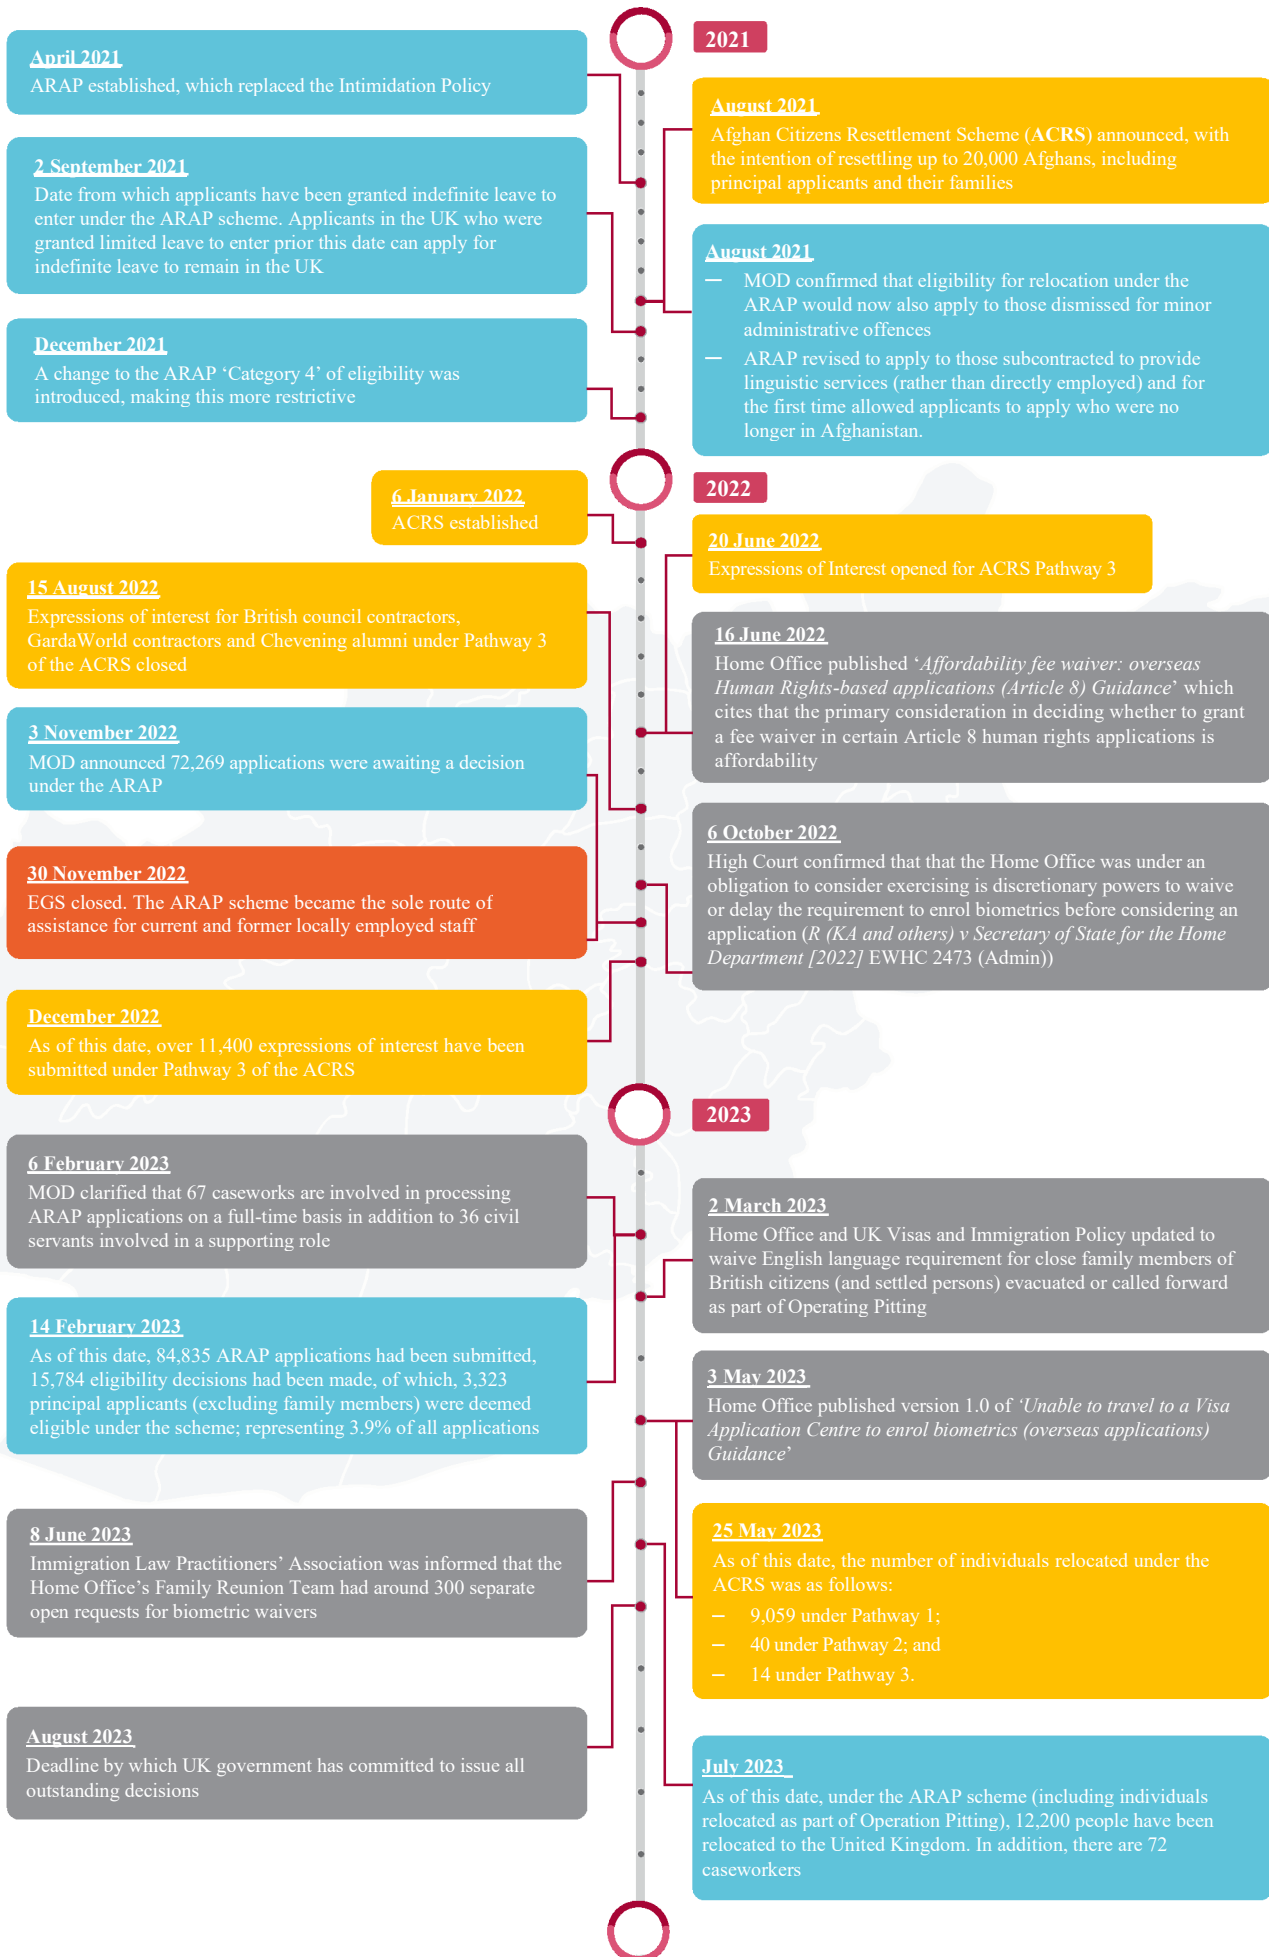 2021
April 2021
ARAP established, which replaced the Intimidation Policy
August 2021
Afghan Citizens Resettlement Scheme (ACRS) announced, with
the intention of resettling up to 20,000 Afghans, including
principal applicants and their families
2 September 2021
Date from which applicants have been granted indefinite leave to
enter under the ARAP scheme. Applicants in the UK who were
granted limited leave to enter prior this date can apply for
indefinite leave to remain in the UK
August 2021
— MOD confirmed that eligibility for relocation under the
ARAP would now also apply to those dismissed for minor
administrative offences
— ARAP revised to apply to those subcontracted to provide
linguistic services (rather than directly employed) and for
the first time allowed applicants to apply who were no
longer in Afghanistan.
December 2021
A change to the ARAP ‘Category 4’ of eligibility was
introduced, making this more restrictive
2022
6 January 2022
ACRS established
20 June 2022
Expressions of Interest opened for ACRS Pathway 3
15 August 2022
Expressions of interest for British council contractors,
GardaWorld contractors and Chevening alumni under Pathway 3
of the ACRS closed
16 June 2022
Home Office published ‘Affordability fee waiver: overseas
Human Rights-based applications (Article 8) Guidance’ which
cites that the primary consideration in deciding whether to grant
a fee waiver in certain Article 8 human rights applications is
affordability
3 November 2022
MOD announced 72,269 applications were awaiting a decision
under the ARAP
6 October 2022
High Court confirmed that that the Home Office was under an
obligation to consider exercising is discretionary powers to waive
or delay the requirement to enrol biometrics before considering an
application (R (KA and others) v Secretary of State for the Home
Department [2022] EWHC 2473 (Admin))
30 November 2022
EGS closed. The ARAP scheme became the sole route of
assistance for current and former locally employed staff
December 2022
As of this date, over 11,400 expressions of interest have been
submitted under Pathway 3 of the ACRS
2023
6 February 2023
MOD clarified that 67 caseworks are involved in processing
ARAP applications on a full-time basis in addition to 36 civil
servants involved in a supporting role
2 March 2023
Home Office and UK Visas and Immigration Policy updated to
waive English language requirement for close family members of
British citizens (and settled persons) evacuated or called forward
as part of Operating Pitting
14 February 2023
As of this date, 84,835 ARAP applications had been submitted,
15,784 eligibility decisions had been made, of which, 3,323
principal applicants (excluding family members) were deemed
eligible under the scheme; representing 3.9% of all applications
3 May 2023
Home Office published version 1.0 of ‘Unable to travel to a Visa
Application Centre to enrol biometrics (overseas applications)
Guidance’
8 June 2023
Immigration Law Practitioners’ Association was informed that the
Home Office’s Family Reunion Team had around 300 separate
open requests for biometric waivers
25 May 2023
As of this date, the number of individuals relocated under the
ACRS was as follows:
– 9,059 under Pathway 1;
– 40 under Pathway 2; and
– 14 under Pathway 3.
August 2023
Deadline by which UK government has committed to issue all
outstanding decisions
July 2023
As of this date, under the ARAP scheme (including individuals
relocated as part of Operation Pitting), 12,200 people have been
relocated to the United Kingdom. In addition, there are 72
caseworkers